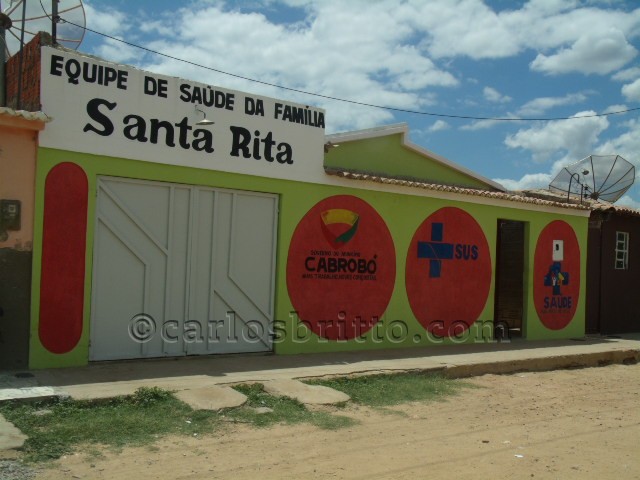 EQUIPE DE SAÚDE DA FAMÍLIA
Santa Rita
CABROBÓ
SUS
SAÚDE
©carlosbritto.com